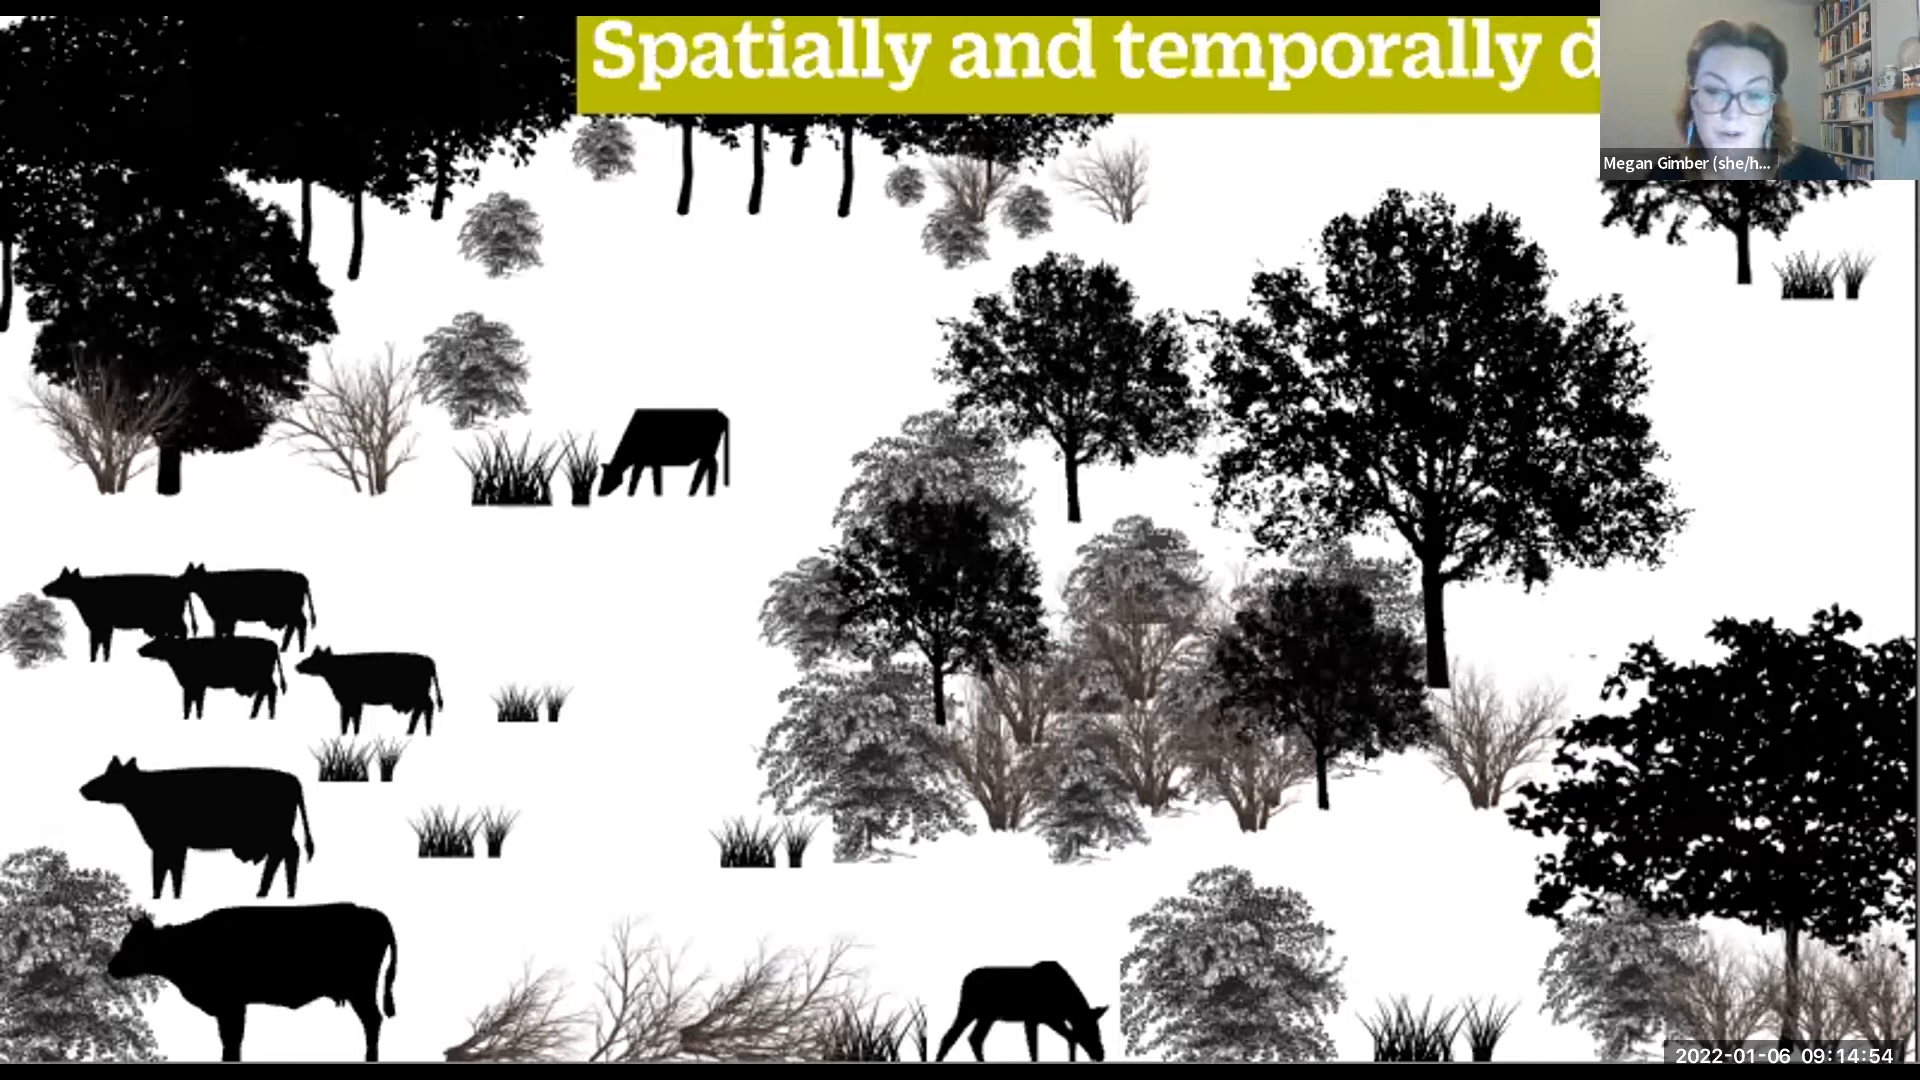 Spatially and temporally d
Megan Gimber (she/h...
2022-01-06 09:14:54